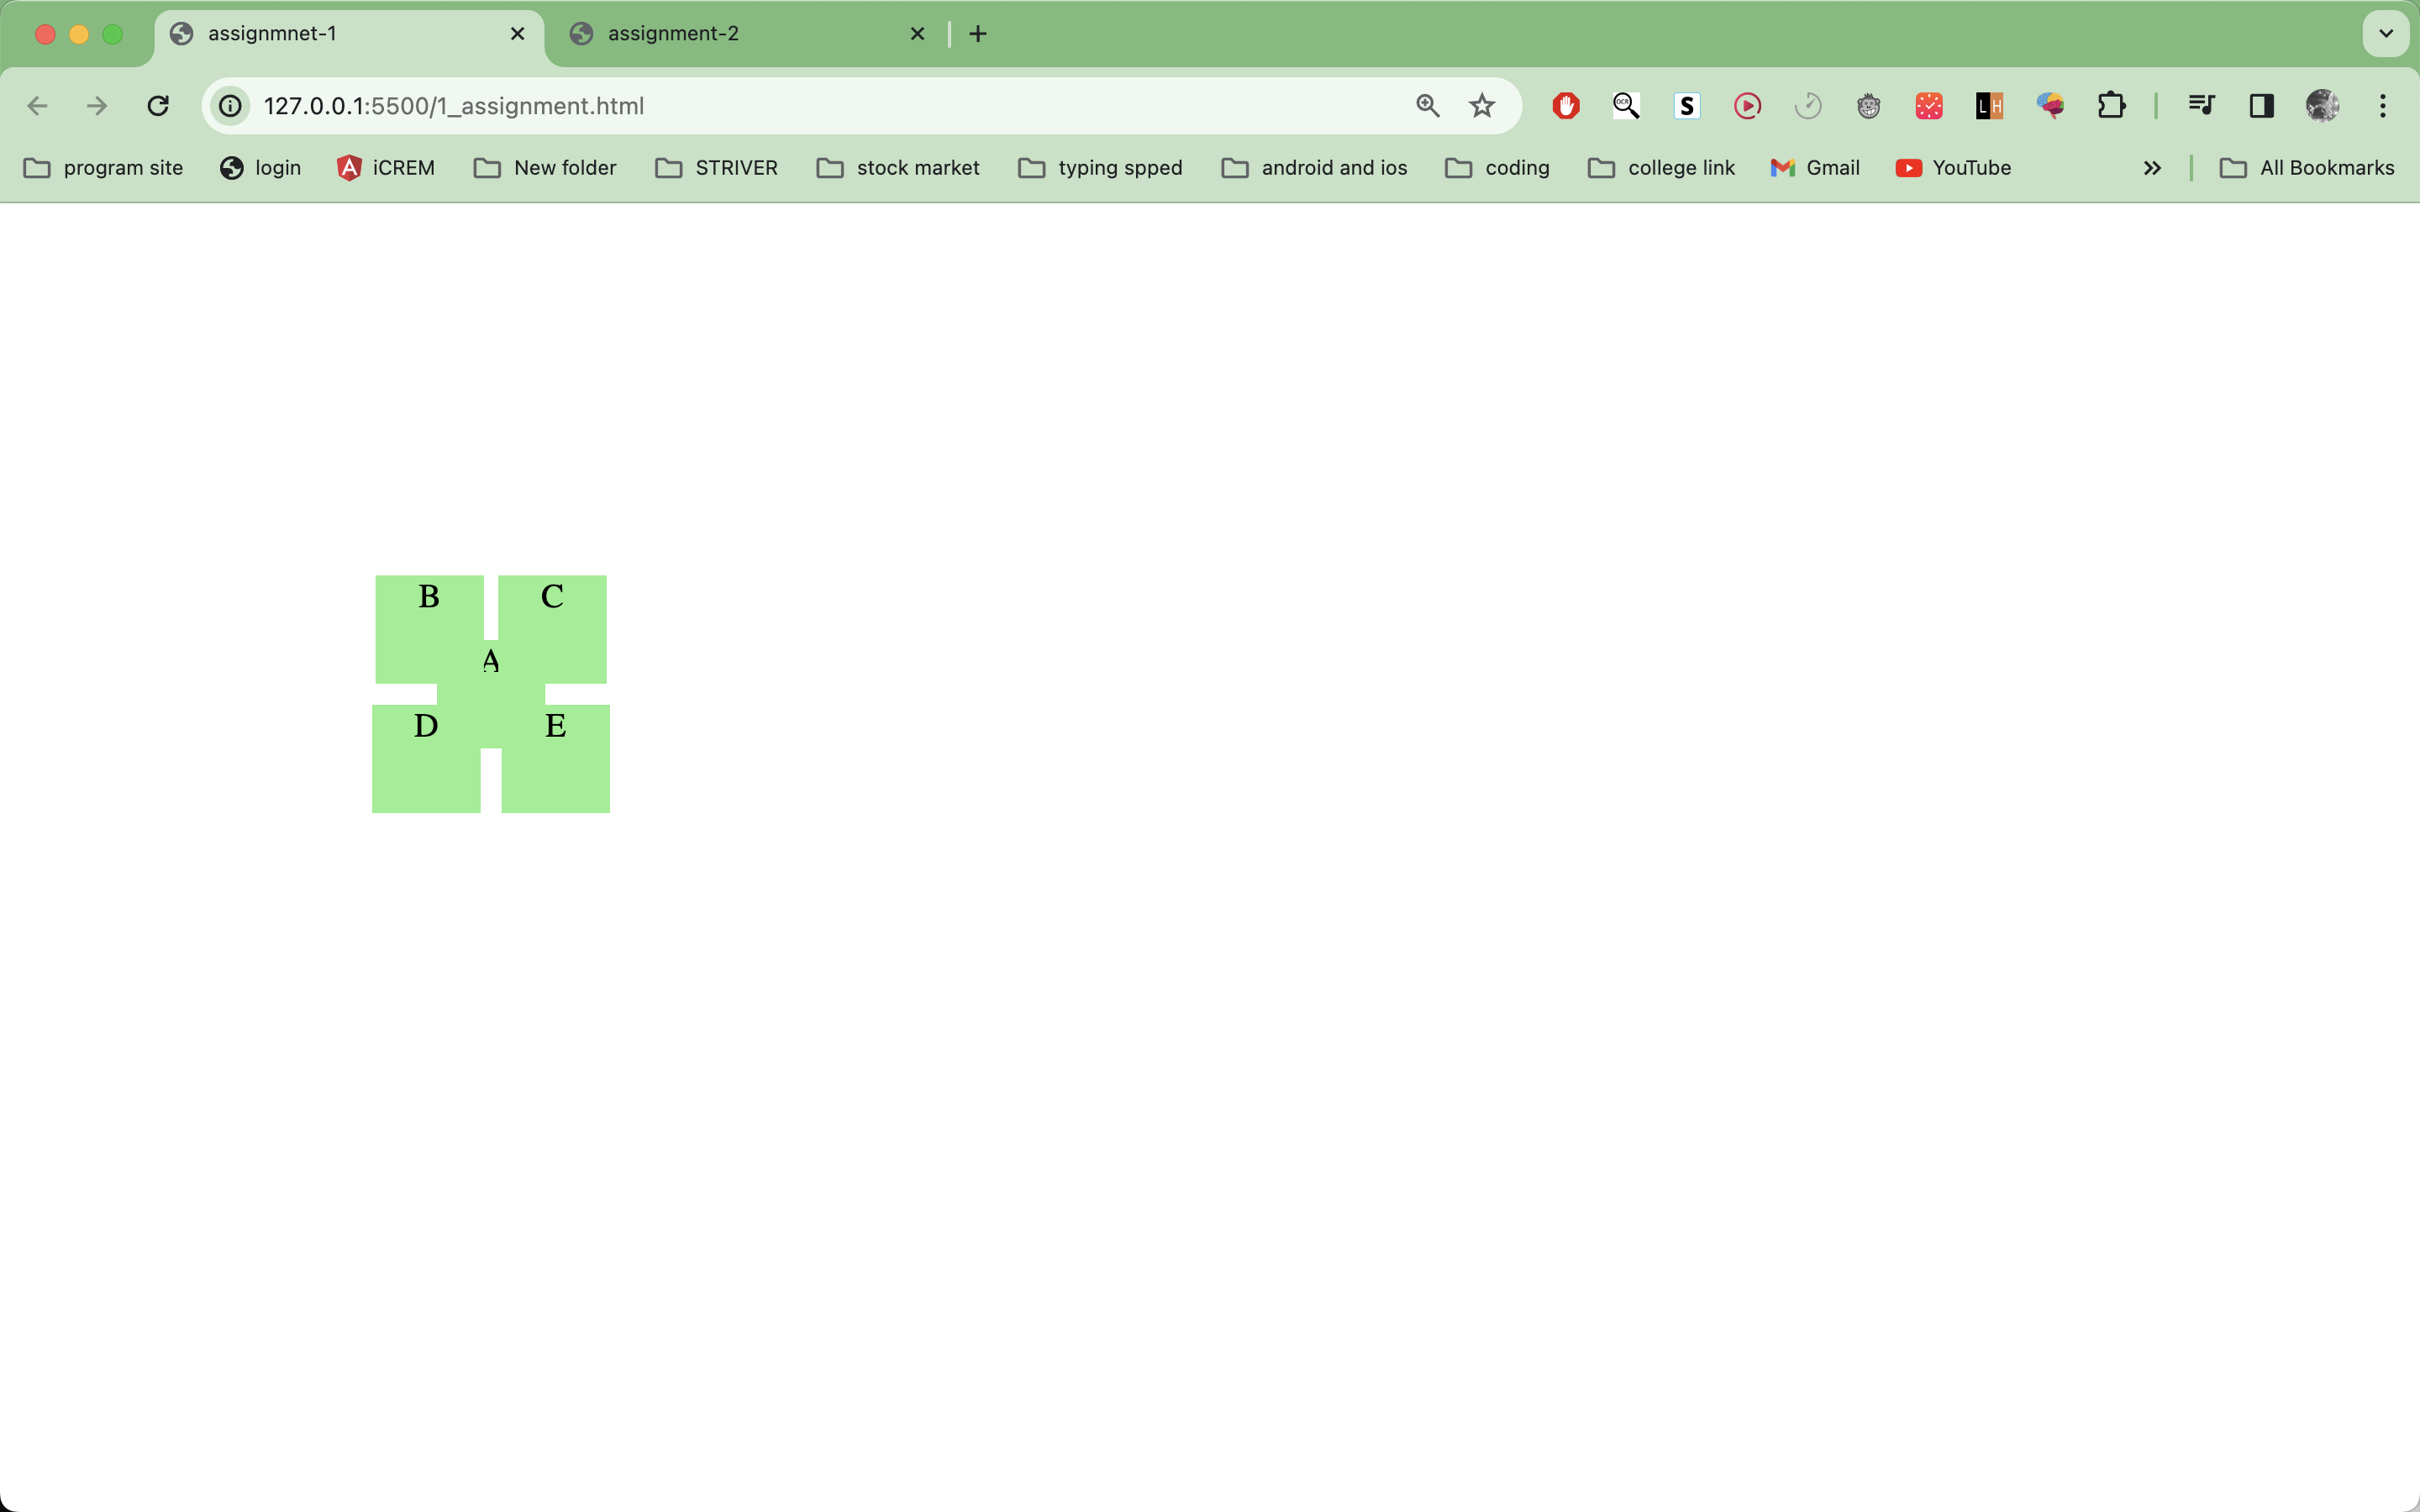 assignmnet-1
assignment-2
127.0.0.1:5500/1_assignment.html
OCR
S
L H
program site
login
A
iCREM
New folder
STRIVER
stock market
typing spped
android and ios
coding
college link
Gmail
YouTube
All Bookmarks
B C
A
D E